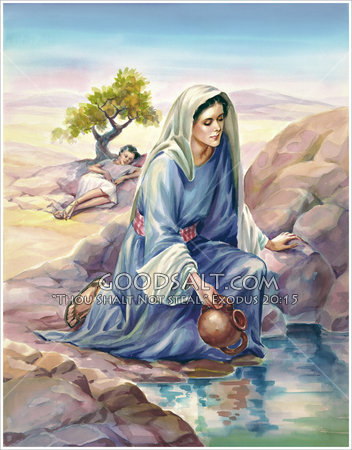 GOODSALT.COM
"THOU SHALT NOT STEAL" EXODUS 20:15